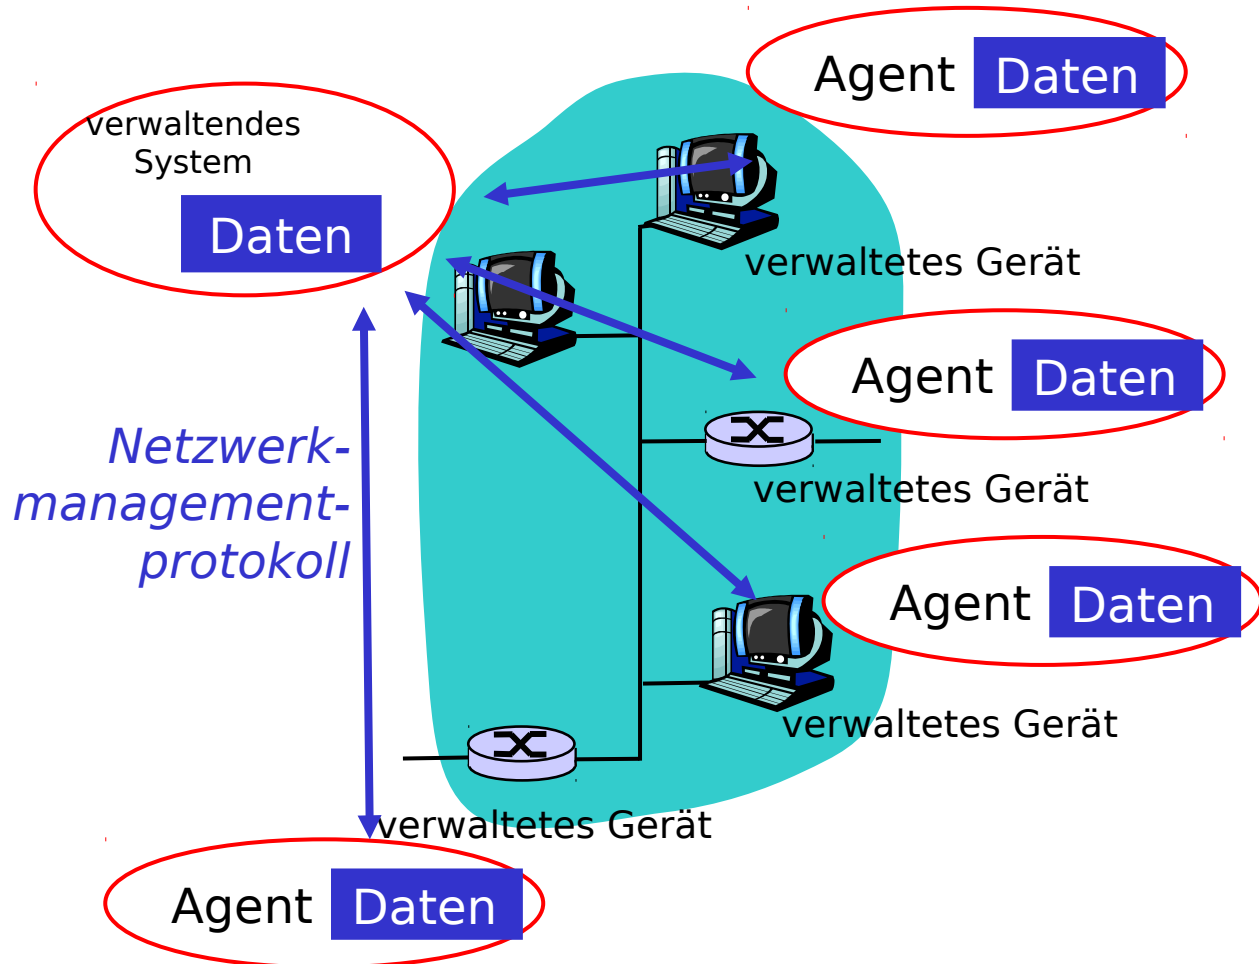 Agent Daten
verwaltendes
System
Daten
verwaltetes Gerät
Agent Daten
Netzwerk-
management-
protokoll
verwaltetes Gerät
Agent Daten
verwaltetes Gerät
verwaltetes Gerät
Agent Daten